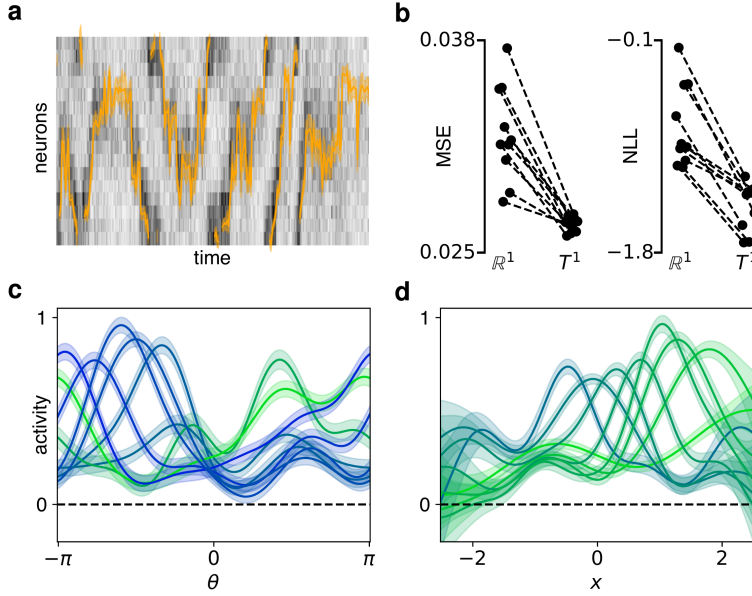 a
neurons
time
b
0.038
MSE
0.025
ℝ¹
T¹
−0.1
NLL
−1.8
ℝ¹
T¹
c
1
activity
0
−π
0
π
θ
d
1
0
−2
0
2
x